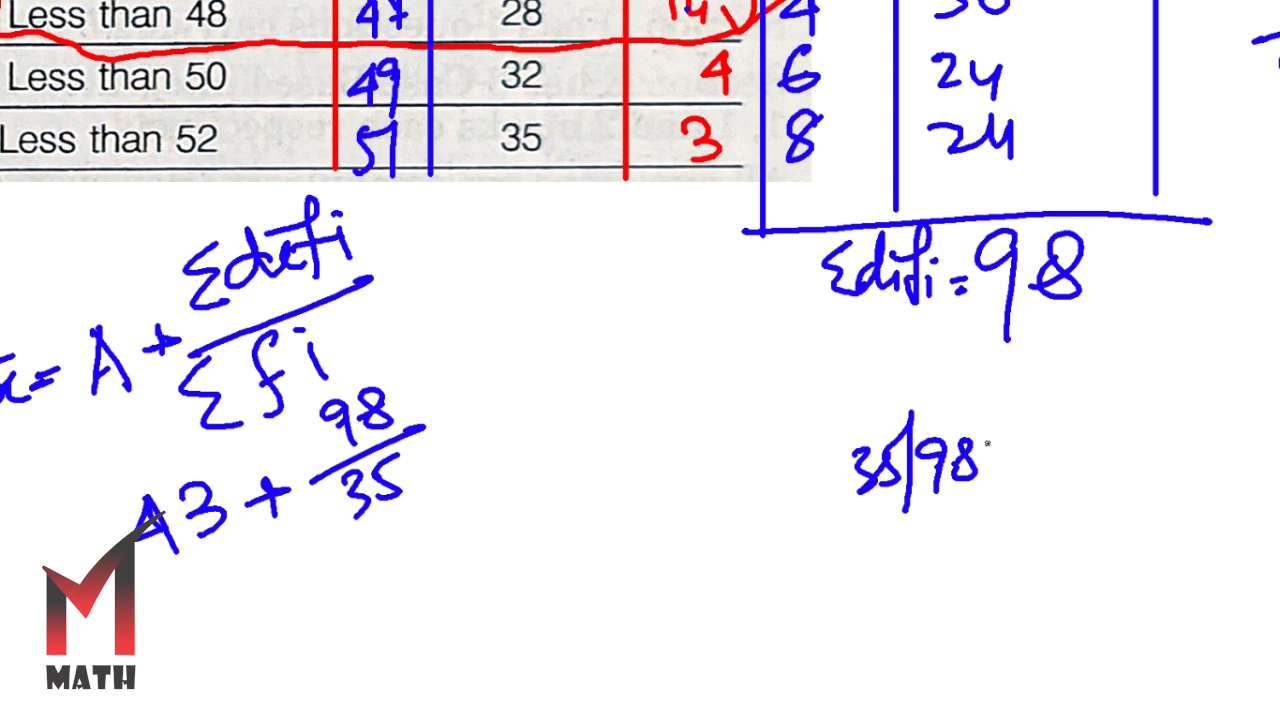 Less than 48 47 28 14 4
Less than 50 49 32 4 6 24
Less than 52 51 35 3 8 24
Σdifi = 98
= A + Σdifi / Σfi
43 + 98/35
35)98
MATH